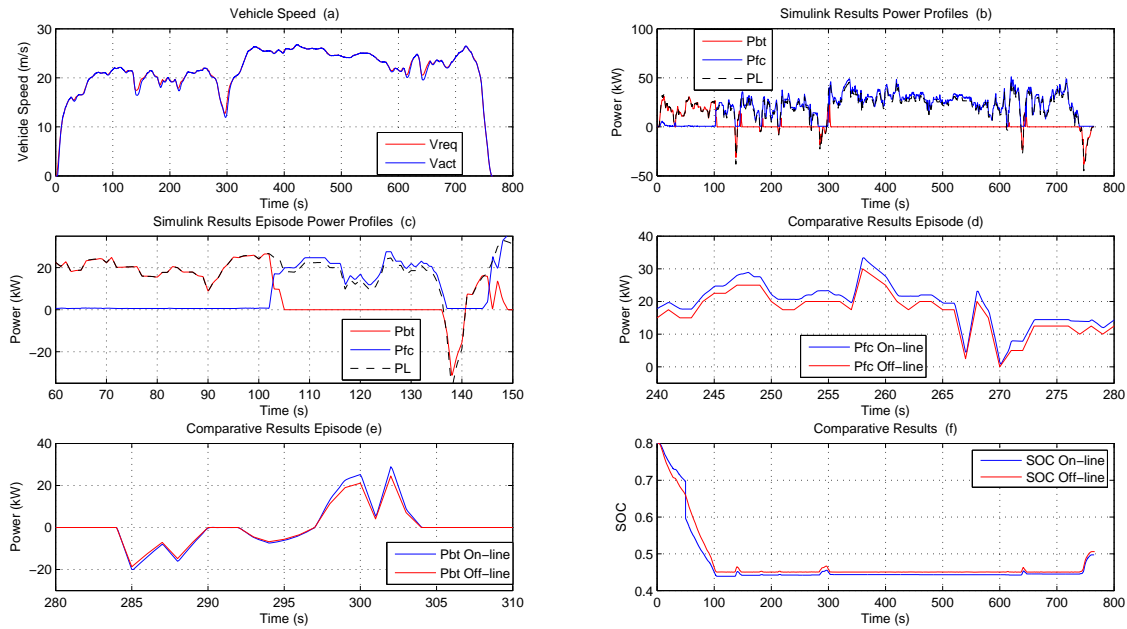 Vehicle Speed (a)
Vehicle Speed (m/s)
30
20
10
0
0 100 200 300 400 500 600 700 800
Time (s)
Vreq
Vact
Simulink Results Power Profiles (b)
Power (kW)
100
50
0
−50
0 100 200 300 400 500 600 700 800
Time (s)
Pbt
Pfc
PL
Simulink Results Episode Power Profiles (c)
Power (kW)
20
0
−20
60 70 80 90 100 110 120 130 140 150
Time (s)
Pbt
Pfc
PL
Comparative Results Episode (d)
Power (kW)
40
30
20
10
0
240 245 250 255 260 265 270 275 280
Time (s)
Pfc On−line
Pfc Off−line
Comparative Results Episode (e)
Power (kW)
40
20
0
−20
280 285 290 295 300 305 310
Time (s)
Pbt On−line
Pbt Off−line
Comparative Results (f)
SOC
0.8
0.7
0.6
0.5
0.4
0 100 200 300 400 500 600 700 800
Time (s)
SOC On−line
SOC Off−line